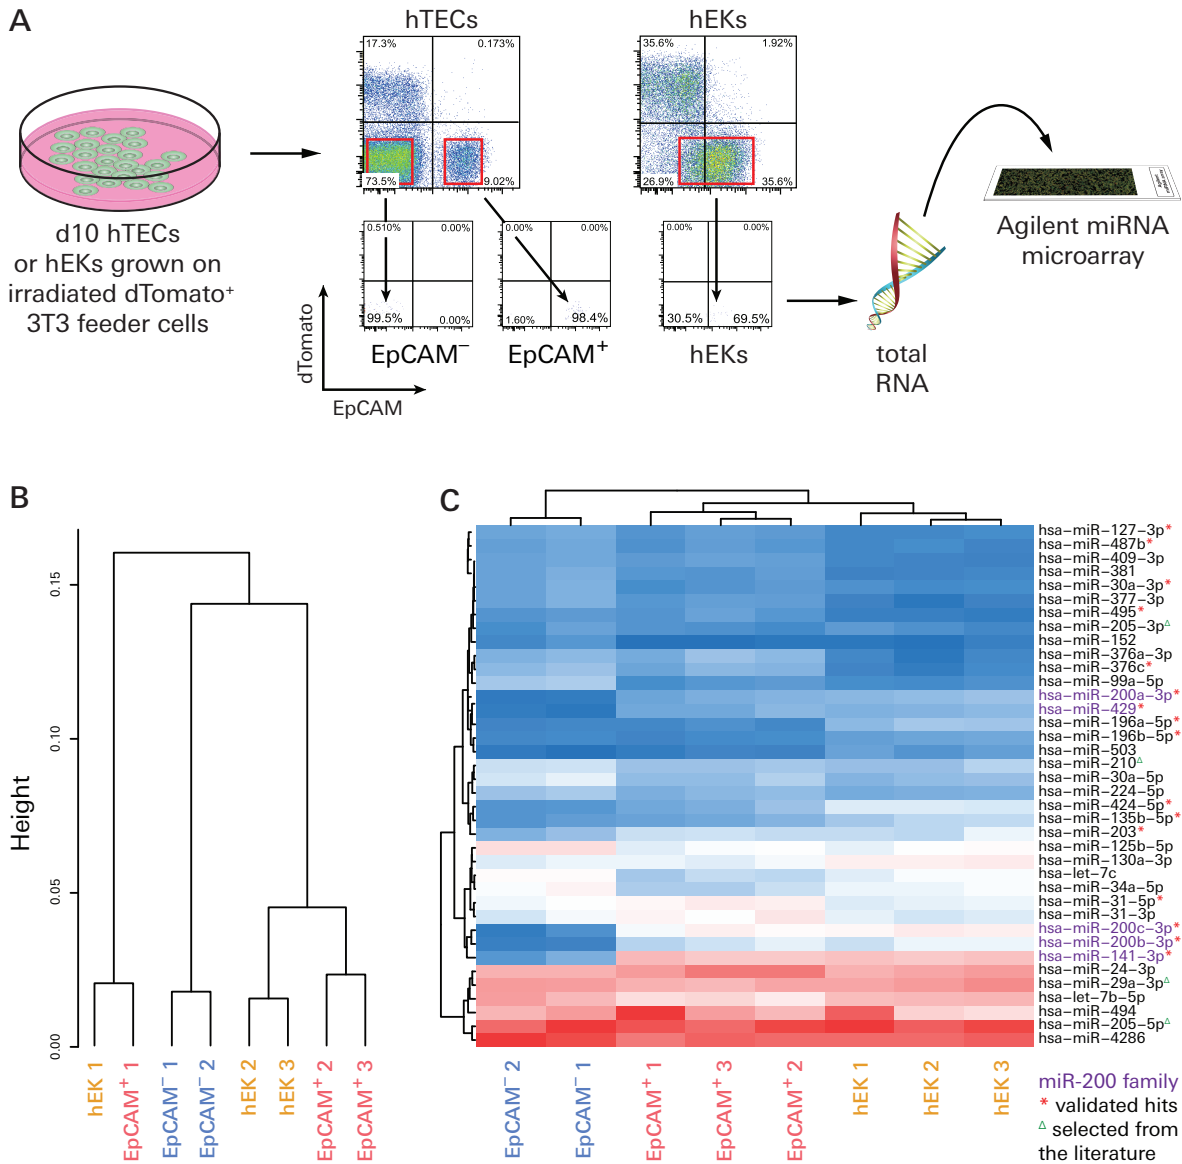 A
hTECs
hEKs
17.3%
0.173%
73.5%
9.02%
35.6%
1.92%
26.9%
35.6%
0.510%
0.00%
99.5%
0.00%
0.00%
0.00%
1.60%
98.4%
0.00%
0.00%
30.5%
69.5%
d10 hTECs
or hEKs grown on
irradiated dTomato⁺
3T3 feeder cells
EpCAM⁻
EpCAM⁺
hEKs
dTomato
EpCAM
total
RNA
Agilent miRNA
microarray
B
Height
0.15
0.10
0.05
0.00
hEK 1
EpCAM⁺ 1
EpCAM⁻ 1
EpCAM⁻ 2
hEK 2
hEK 3
EpCAM⁺ 2
EpCAM⁺ 3
C
hsa-miR-127-3p*
hsa-miR-487b*
hsa-miR-409-3p
hsa-miR-381
hsa-miR-30a-3p*
hsa-miR-377-3p
hsa-miR-495*
hsa-miR-205-3pΔ
hsa-miR-152
hsa-miR-376a-3p
hsa-miR-376c*
hsa-miR-99a-5p
hsa-miR-200a-3p*
hsa-miR-429*
hsa-miR-196a-5p*
hsa-miR-196b-5p*
hsa-miR-503
hsa-miR-210Δ
hsa-miR-30a-5p
hsa-miR-224-5p
hsa-miR-424-5p*
hsa-miR-135b-5p*
hsa-miR-203*
hsa-miR-125b-5p
hsa-miR-130a-3p
hsa-let-7c
hsa-miR-34a-5p
hsa-miR-31-5p*
hsa-miR-31-3p
hsa-miR-200c-3p*
hsa-miR-200b-3p*
hsa-miR-141-3p*
hsa-miR-24-3p
hsa-miR-29a-3pΔ
hsa-let-7b-5p
hsa-miR-494
hsa-miR-205-5pΔ
hsa-miR-4286
EpCAM⁻ 2
EpCAM⁻ 1
EpCAM⁺ 1
EpCAM⁺ 3
EpCAM⁺ 2
hEK 1
hEK 2
hEK 3
miR-200 family
* validated hits
Δ selected from
the literature